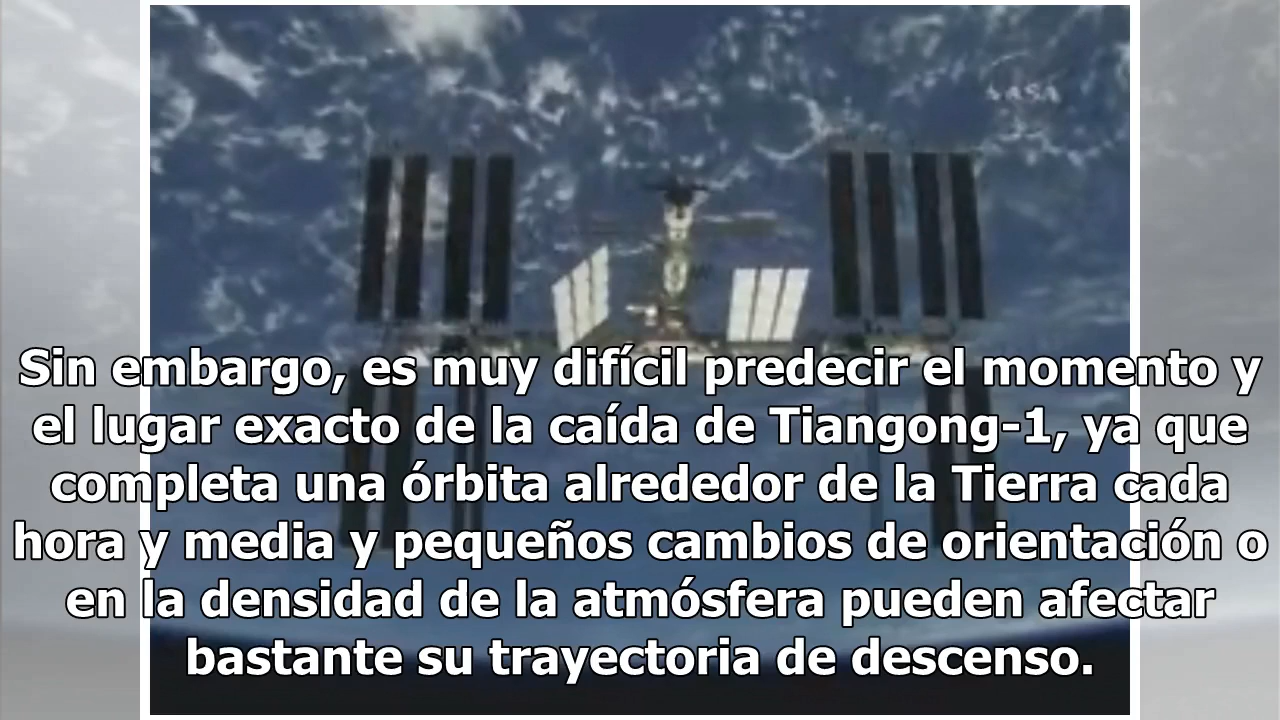 NASA
Sin embargo, es muy difícil predecir el momento y
el lugar exacto de la caída de Tiangong-1, ya que
completa una órbita alrededor de la Tierra cada
hora y media y pequeños cambios de orientación o
en la densidad de la atmósfera pueden afectar
bastante su trayectoria de descenso.